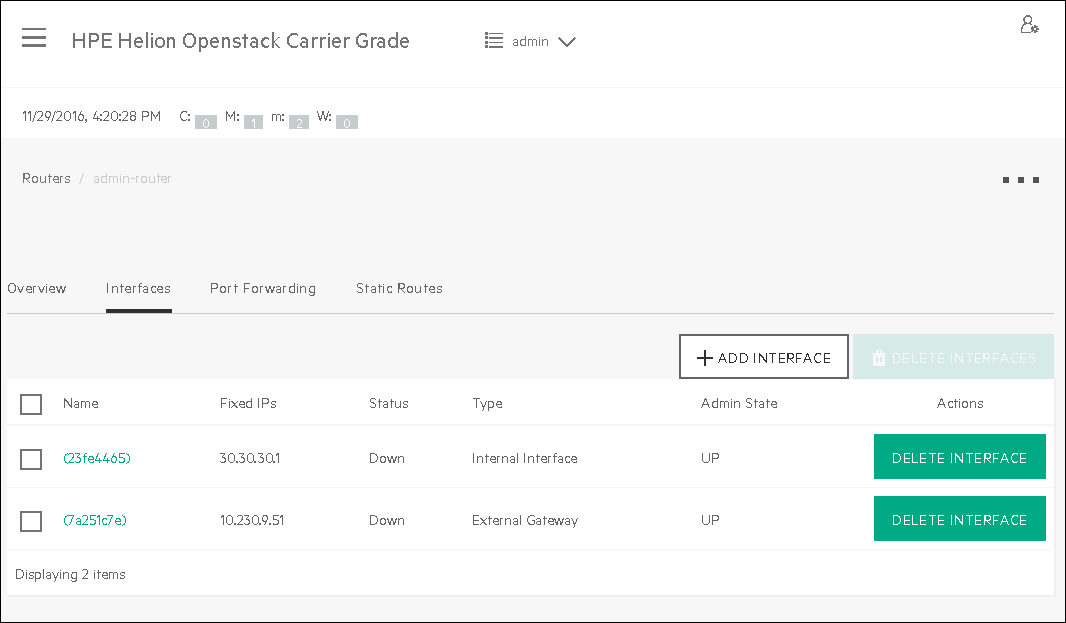 HPE Helion Openstack Carrier Grade admin
11/29/2016, 4:20:28 PM C: 0 M: 1 m: 2 W: 0
Routers / admin-router
Overview Interfaces Port Forwarding Static Routes
ADD INTERFACE DELETE INTERFACES
Name Fixed IPs Status Type Admin State Actions
(23fe4465) 30.30.30.1 Down Internal Interface UP DELETE INTERFACE
(7a251c7e) 10.230.9.51 Down External Gateway UP DELETE INTERFACE
Displaying 2 items